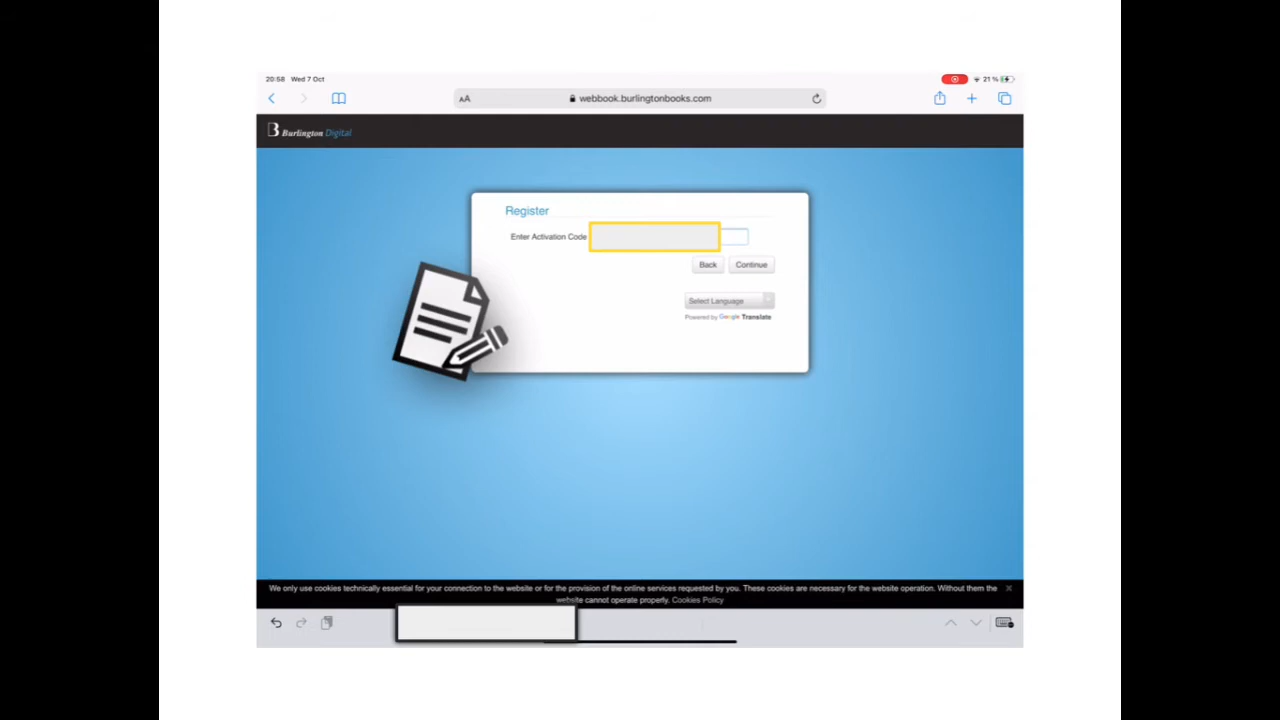 20:58 Wed 7 Oct
21 %
AA
webbook.burlingtonbooks.com
B Burlington Digital
Register
Enter Activation Code
Back
Continue
Select Language
Powered by Google Translate
We only use cookies technically essential for your connection to the website or for the provision of the online services requested by you. These cookies are necessary for the website operation. Without them the
website cannot operate properly. Cookies Policy